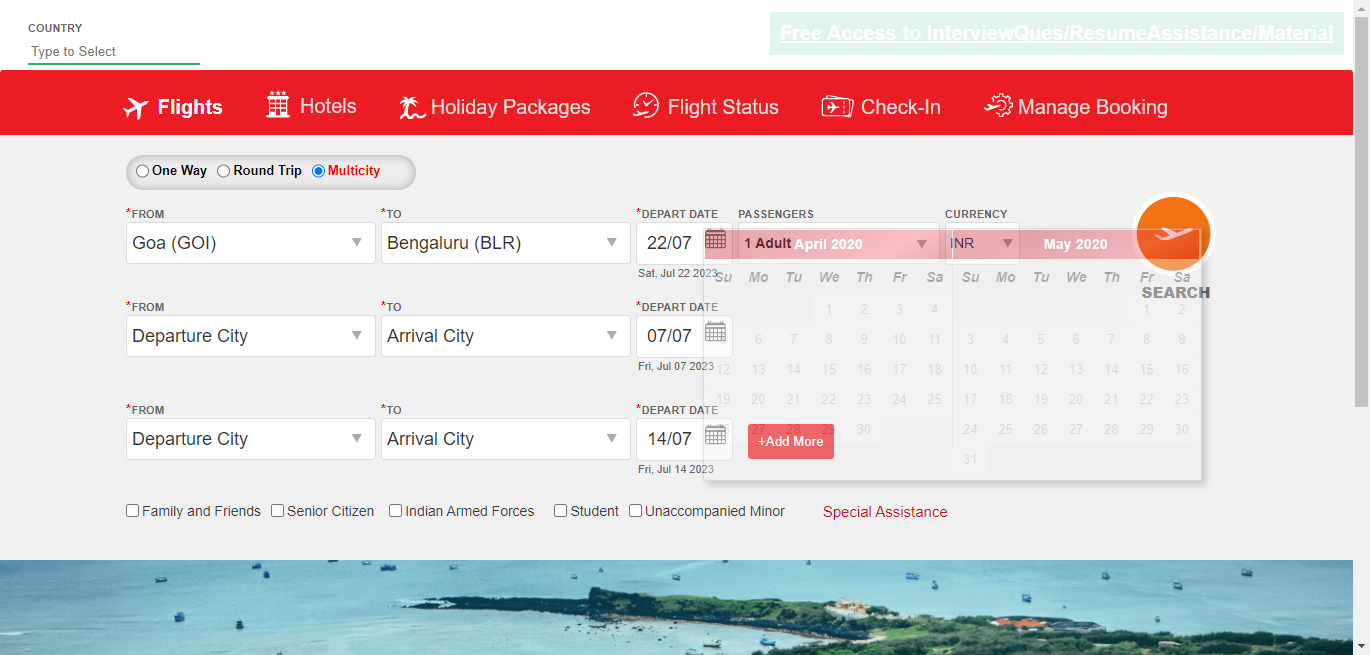 COUNTRY
Type to Select
Free Access to InterviewQues/ResumeAssistance/Material
Flights Hotels Holiday Packages Flight Status Check-In Manage Booking
One Way Round Trip Multicity
*FROM *TO *DEPART DATE PASSENGERS CURRENCY
Goa (GOI) Bengaluru (BLR) 22/07 1 Adult INR
Sat, Jul 22 2023
April 2020 May 2020
Su Mo Tu We Th Fr Sa Su Mo Tu We Th Fr Sa
SEARCH
1 2 3 4 1 2
6 7 8 9 10 11 3 4 5 6 7 8 9
12 13 14 15 16 17 18 10 11 12 13 14 15 16
19 20 21 22 23 24 25 17 18 19 20 21 22 23
27 28 29 30 24 25 26 27 28 29 30
31
*FROM *TO *DEPART DATE
Departure City Arrival City 07/07
Fri, Jul 07 2023
*FROM *TO *DEPART DATE
Departure City Arrival City 14/07
+Add More
Fri, Jul 14 2023
Family and Friends Senior Citizen Indian Armed Forces Student Unaccompanied Minor Special Assistance